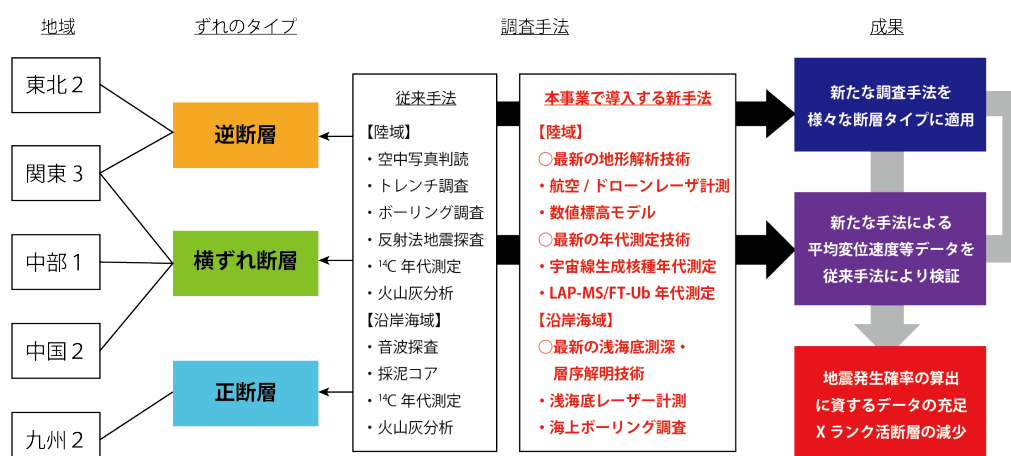 地域
ずれのタイプ
調査手法
成果
東北 2
関東 3
中部 1
中国 2
九州 2
逆断層
横ずれ断層
正断層
従来手法
【陸域】
・空中写真判読
・トレンチ調査
・ボーリング調査
・反射法地震探査
・¹⁴C 年代測定
・火山灰分析
【沿岸海域】
・音波探査
・採泥コア
・¹⁴C 年代測定
・火山灰分析
本事業で導入する新手法
【陸域】
○最新の地形解析技術
・航空 / ドローンレーザ計測
・数値標高モデル
○最新の年代測定技術
・宇宙線生成核種年代測定
・LAP-MS/FT-Ub 年代測定
【沿岸海域】
○最新の浅海底測深・
層序解明技術
・浅海底レーザー計測
・海上ボーリング調査
新たな調査手法を
様々な断層タイプに適用
新たな手法による
平均変位速度等データを
従来手法により検証
地震発生確率の算出
に資するデータの充足
X ランク活断層の減少